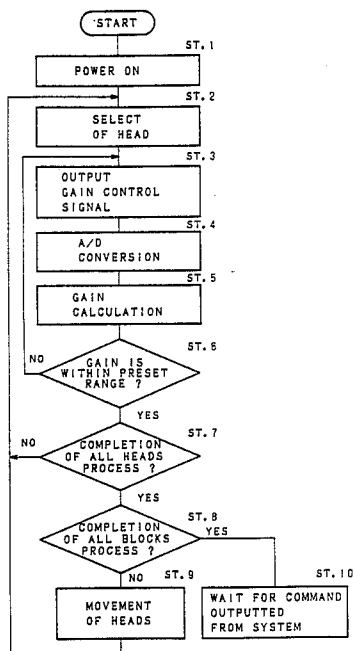 START
ST.1
POWER ON
ST.2
SELECT
OF HEAD
ST.3
OUTPUT
GAIN CONTROL
SIGNAL
ST.4
A/D
CONVERSION
ST.5
GAIN
CALCULATION
ST.6
NO
GAIN IS
WITHIN PRESET
RANGE ?
YES
ST.7
NO
COMPLETION
OF ALL HEADS
PROCESS ?
YES
ST.8
COMPLETION
OF ALL BLOCKS
PROCESS ?
YES
NO
ST.9
MOVEMENT
OF HEADS
ST.10
WAIT FOR COMMAND
OUTPUTTED
FROM SYSTEM